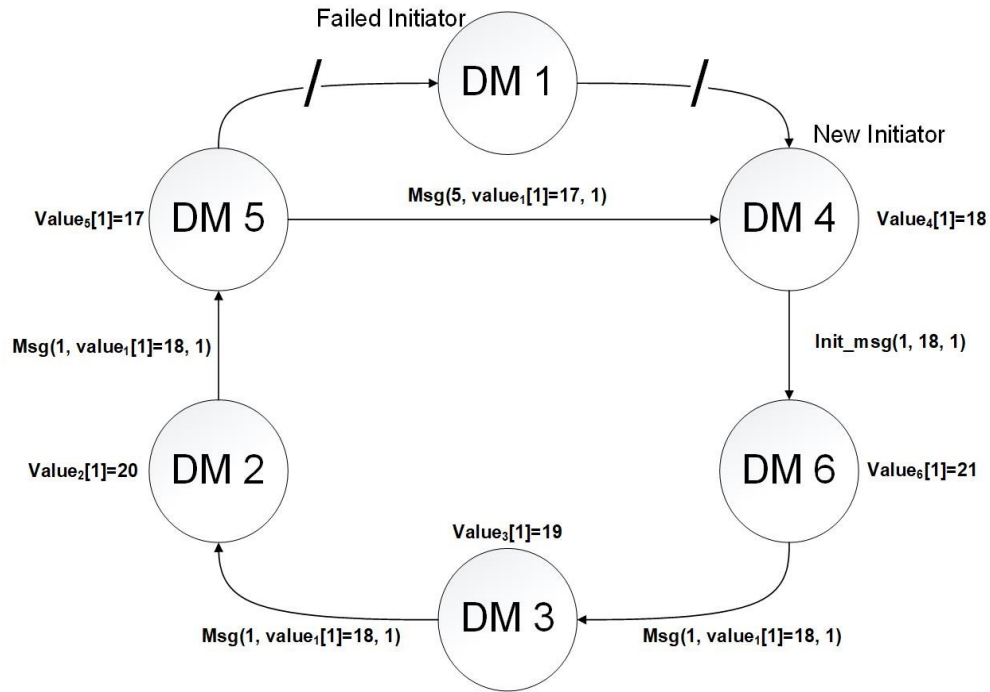 Failed Initiator
DM 1
New Initiator
Msg(5, value₁[1]=17, 1)
Value₅[1]=17
DM 5
DM 4
Value₄[1]=18
Msg(1, value₁[1]=18, 1)
Init_msg(1, 18, 1)
Value₂[1]=20
DM 2
DM 6
Value₆[1]=21
Value₃[1]=19
DM 3
Msg(1, value₁[1]=18, 1)
Msg(1, value₁[1]=18, 1)